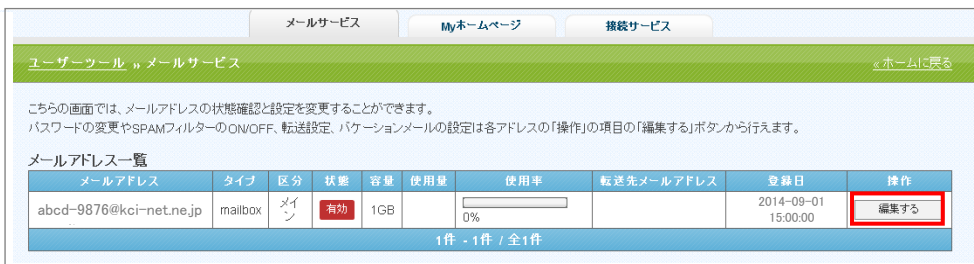 メールサービス Myホームページ 接続サービス
ユーザーツール » メールサービス «ホームに戻る
こちらの画面では、メールアドレスの状態確認と設定を変更することができます。
パスワードの変更やSPAMフィルターのON/OFF、転送設定、バケーションメールの設定は各アドレスの「操作」の項目の「編集する」ボタンから行えます。
メールアドレス一覧
メールアドレス タイプ 区分 状態 容量 使用量 使用率 転送先メールアドレス 登録日 操作
abcd-9876@kci-net.ne.jp mailbox メイン 有効 1GB 0% 2014-09-01 15:00:00 編集する
1件 - 1件 / 全1件